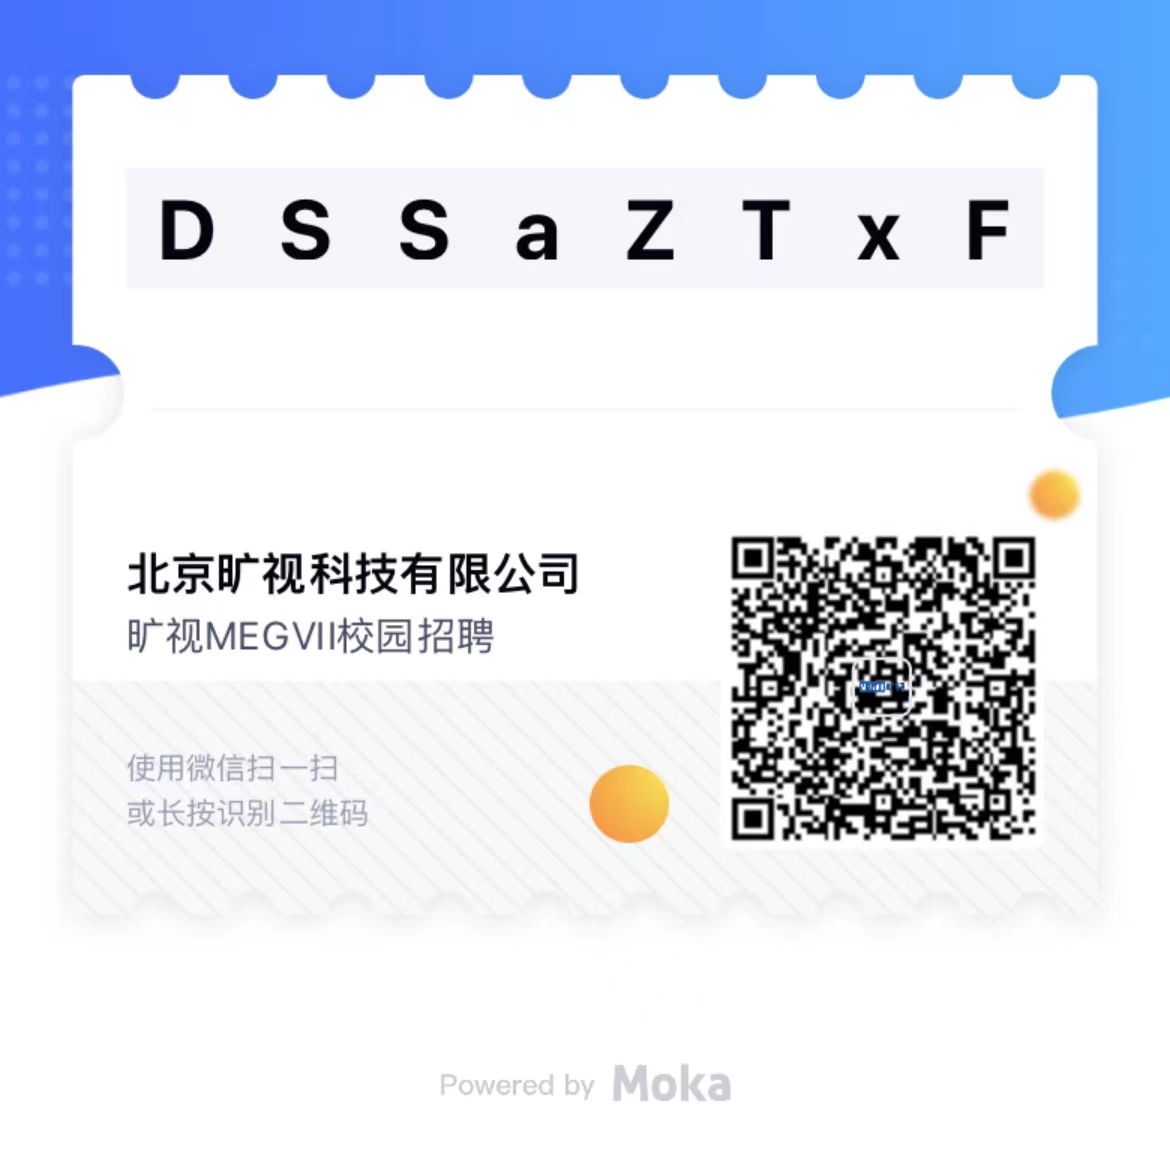 D S S a Z T x F
北京旷视科技有限公司
旷视MEGVII校园招聘
使用微信扫一扫
或长按识别二维码
Powered by Moka